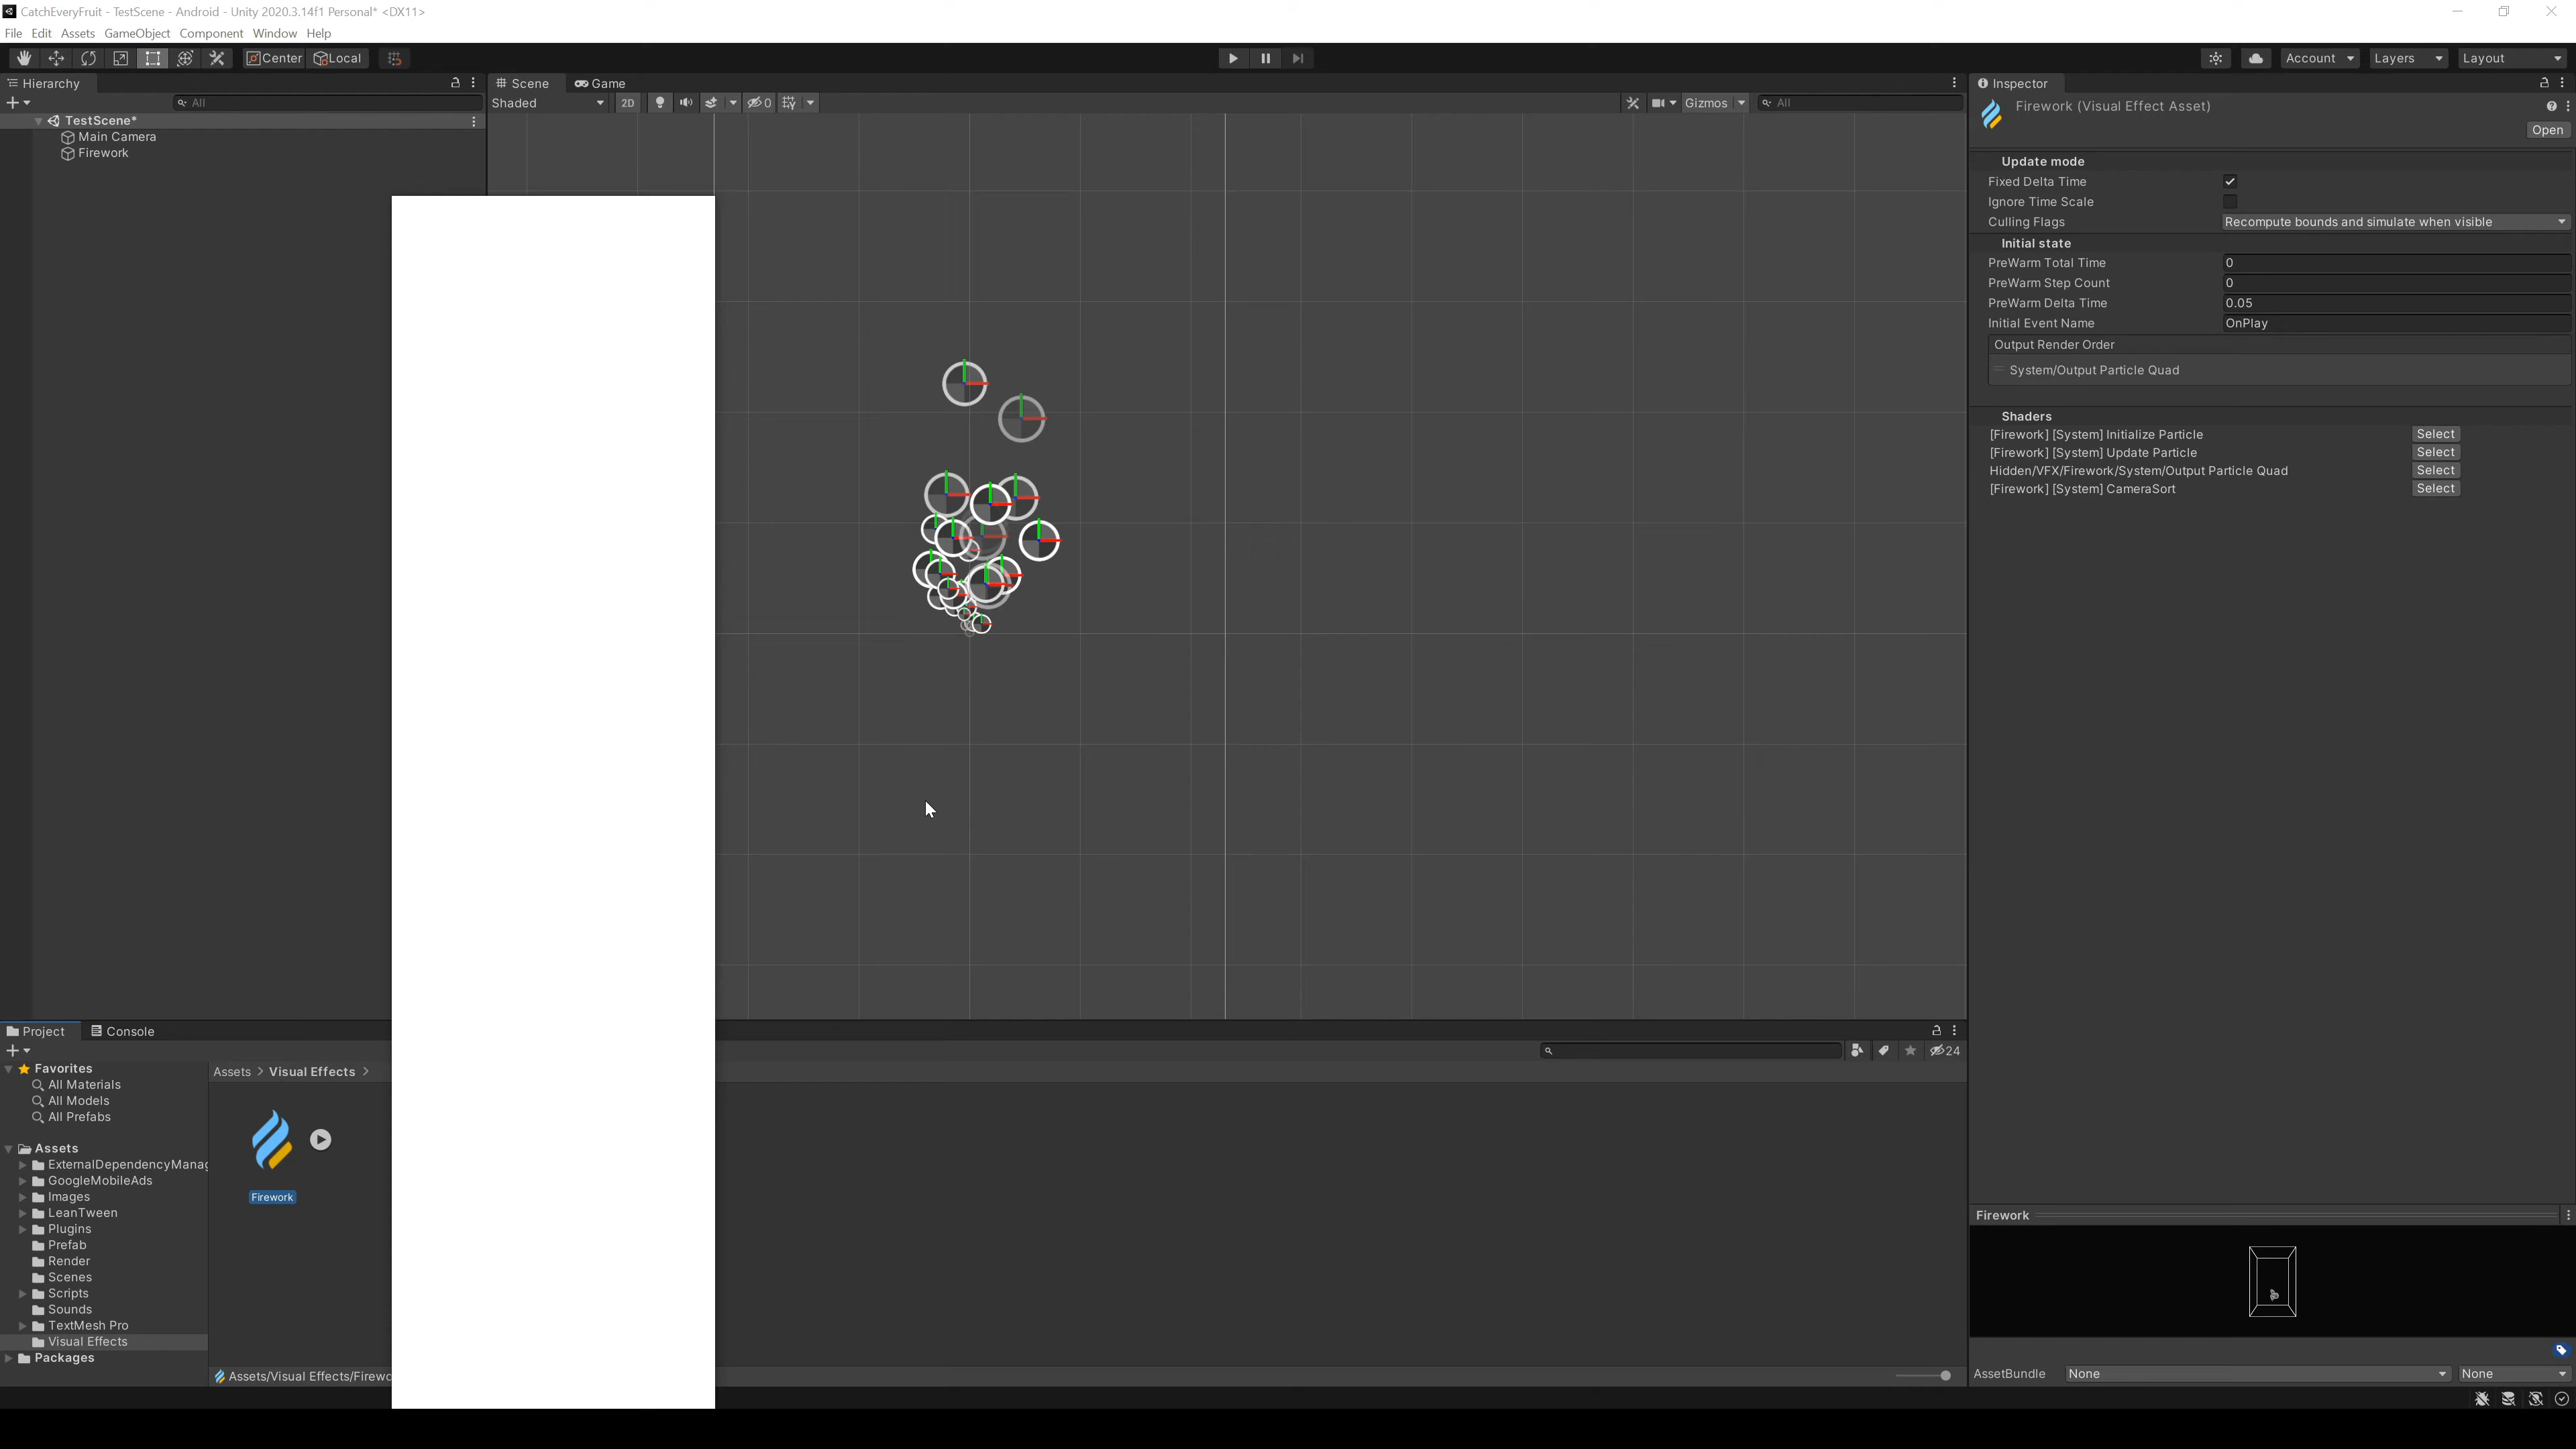 CatchEveryFruit - TestScene - Android - Unity 2020.3.14f1 Personal* <DX11>
File Edit Assets GameObject Component Window Help
Center Local
Account Layers Layout
Hierarchy
All
TestScene*
Main Camera
Firework
Scene Game
Shaded 2D 0 Gizmos All
Inspector
Firework (Visual Effect Asset)
Open
Update mode
Fixed Delta Time
Ignore Time Scale
Culling Flags Recompute bounds and simulate when visible
Initial state
PreWarm Total Time 0
PreWarm Step Count 0
PreWarm Delta Time 0.05
Initial Event Name OnPlay
Output Render Order
System/Output Particle Quad
Shaders
[Firework] [System] Initialize Particle Select
[Firework] [System] Update Particle Select
Hidden/VFX/Firework/System/Output Particle Quad Select
[Firework] [System] CameraSort Select
Project Console
24
Favorites
All Materials
All Models
All Prefabs
Assets
ExternalDependencyManag
GoogleMobileAds
Images
LeanTween
Plugins
Prefab
Render
Scenes
Scripts
Sounds
TextMesh Pro
Visual Effects
Packages
Assets > Visual Effects >
Firework
Assets/Visual Effects/Firewo
Firework
AssetBundle None None